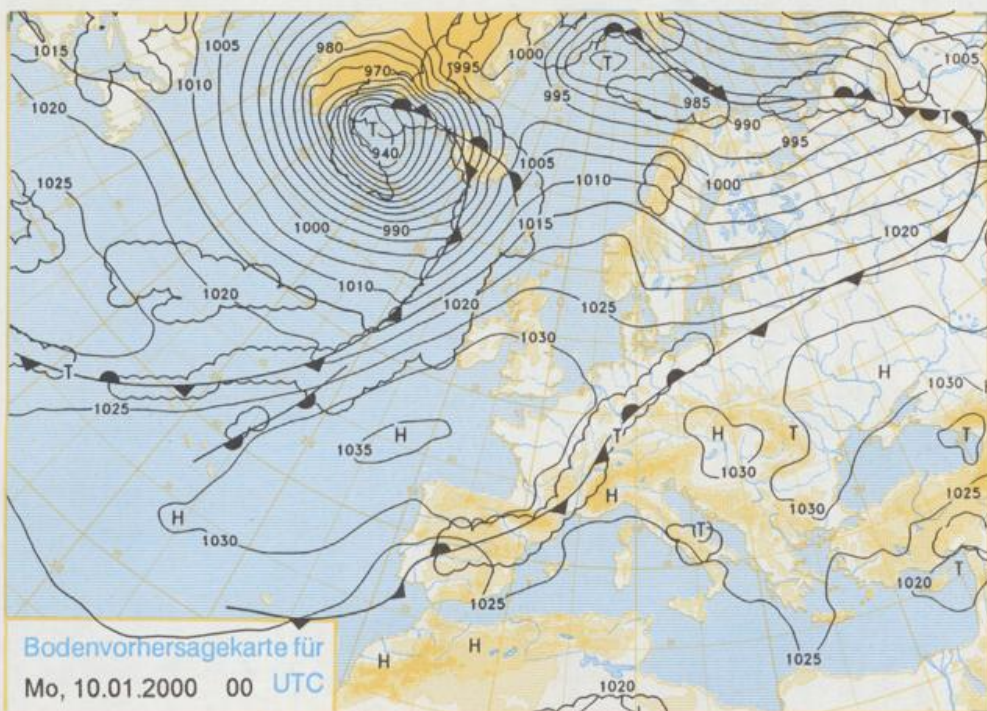 1015 1005 980 970 995 1000 T 1005
1020 1010 995 985 990 T
T 940 995
1025 1005 1000
1000 990 1010
1015
1020 1010 1020 1025 1020
T 1030 H 1030
1025
1035 H T H T T
1030
H 1030 H 1030 1025
T
1025 1020 T
H
H 1025
1020
Bodenvorhersagekarte für
Mo, 10.01.2000 00 UTC